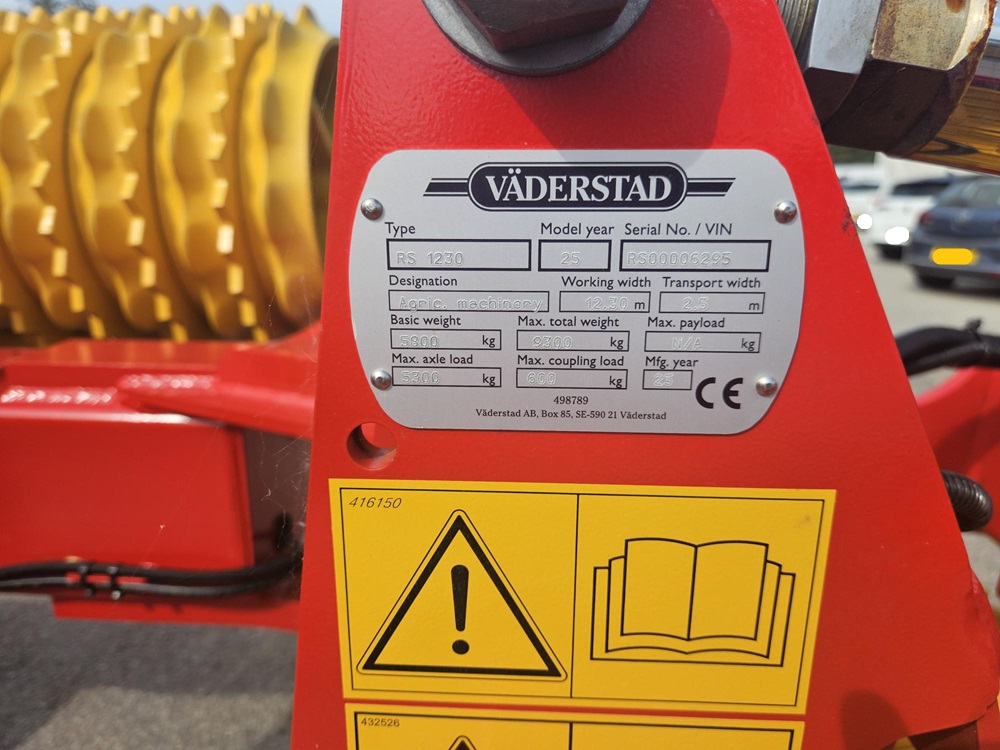 VÄDERSTAD
Type Model year Serial No. / VIN
RS 1230 25 RS00006295
Designation Working width Transport width
Agric. machinery 12.30 m 2.5 m
Basic weight Max. total weight Max. payload
5800 kg 9300 kg N/A kg
Max. axle load Max. coupling load Mfg. year
kg 600 kg 25
CE
498789
Väderstad AB, Box 85, SE-590 21 Väderstad
416150
432526